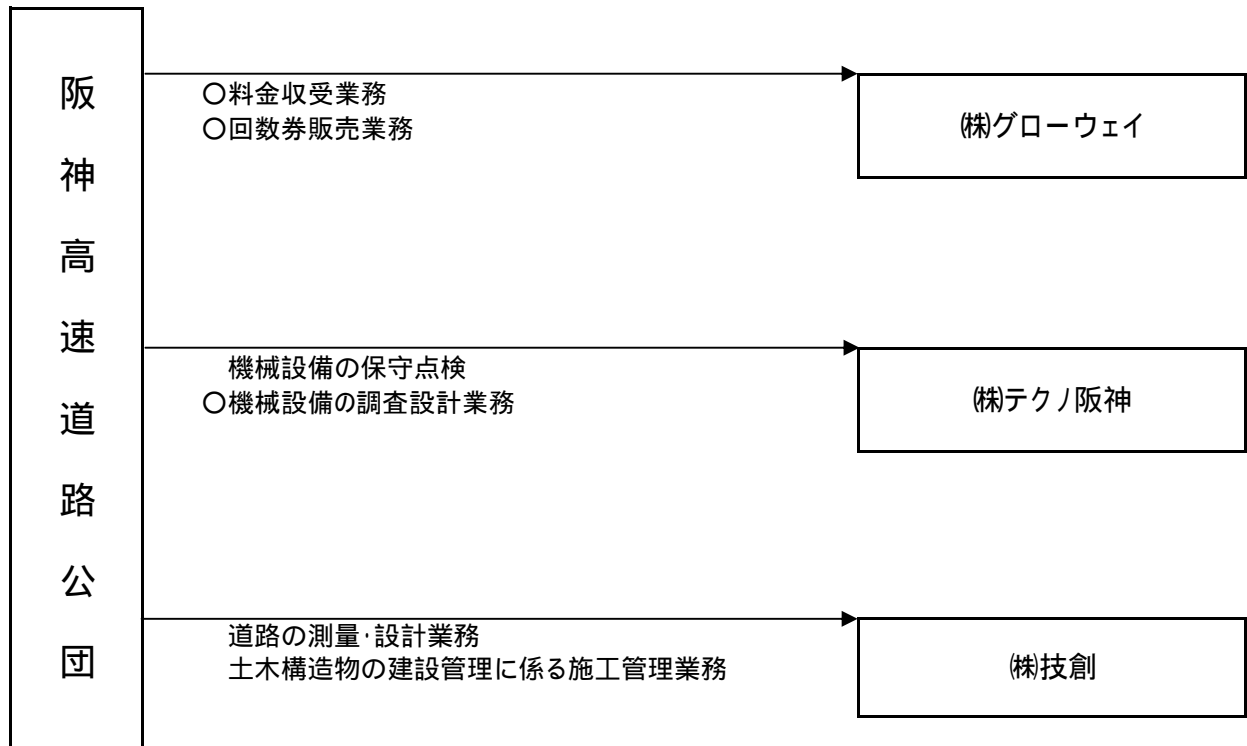 阪神高速道路公団
〇料金収受業務
〇回数券販売業務
㈱グローウェイ
機械設備の保守点検
〇機械設備の調査設計業務
㈱テクノ阪神
道路の測量・設計業務
土木構造物の建設管理に係る施工管理業務
㈱技創